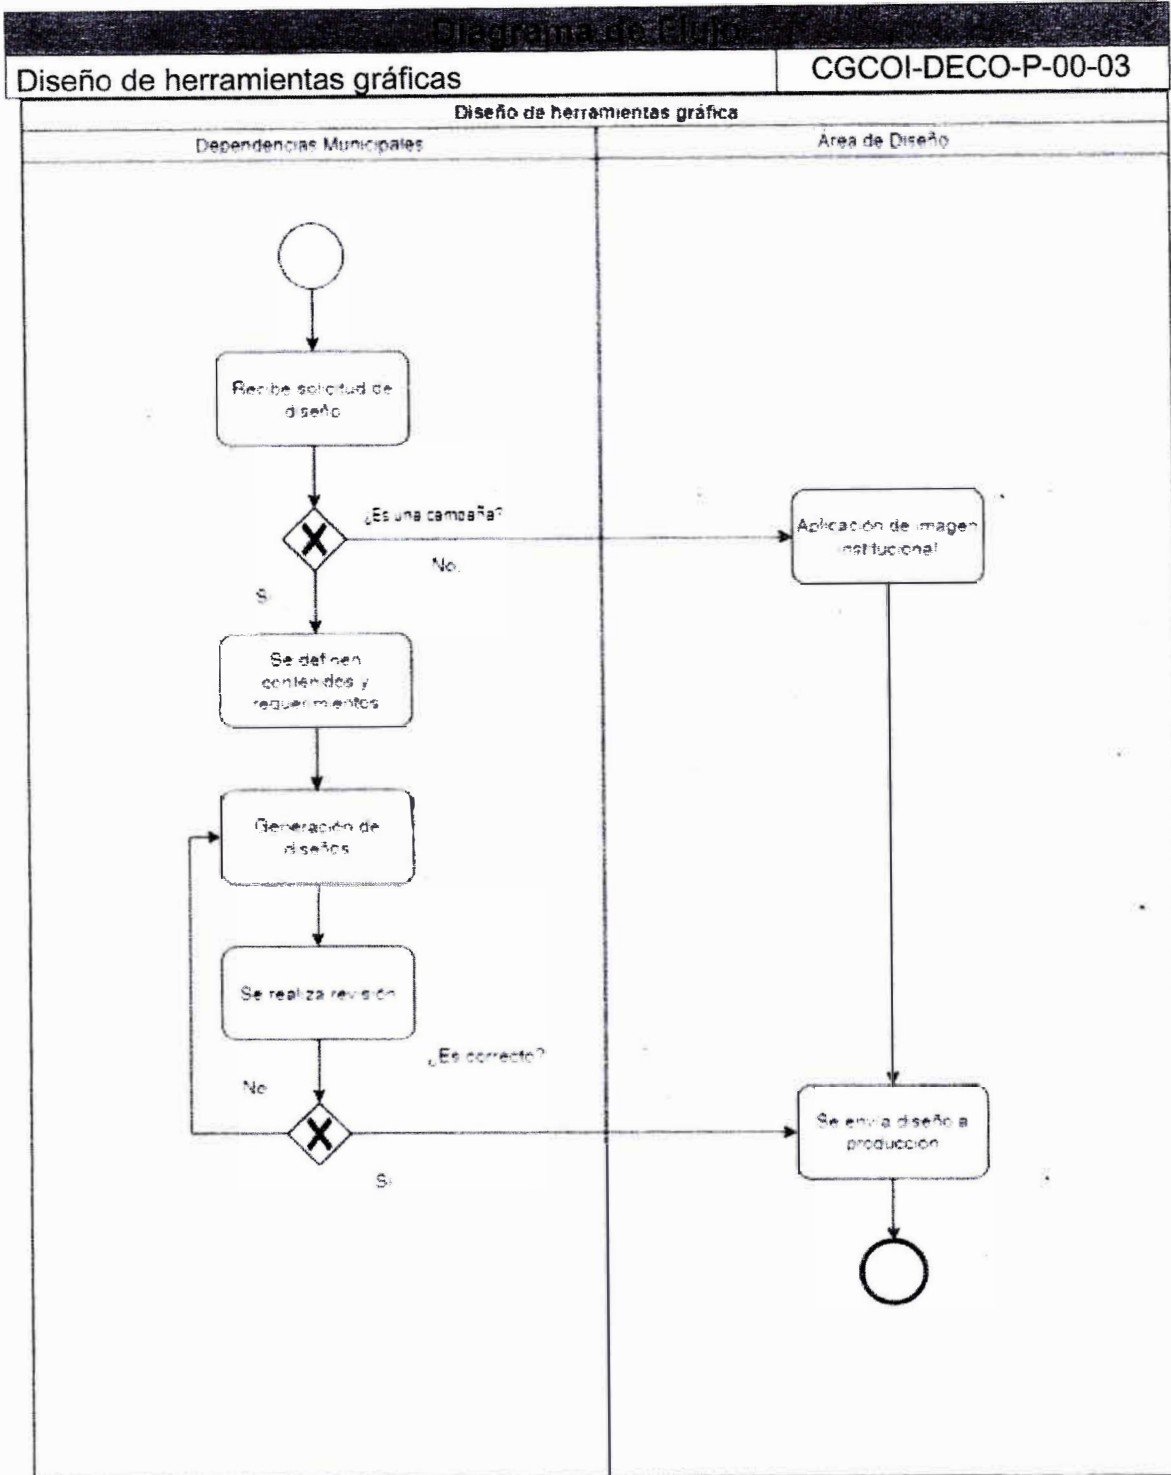 Diagrama de Flujo
Diseño de herramientas gráficas
CGCOI-DECO-P-00-03
Diseño de herramientas gráfica
Dependencias Municipales
Área de Diseño
Recibe solicitud de
diseño
¿Es una campaña?
No
Si
Aplicación de imagen
institucional
Se definen
contenidos y
requerimientos
Generación de
diseños
Se realiza revisión
¿Es correcto?
No
Si
Se envía diseño a
producción